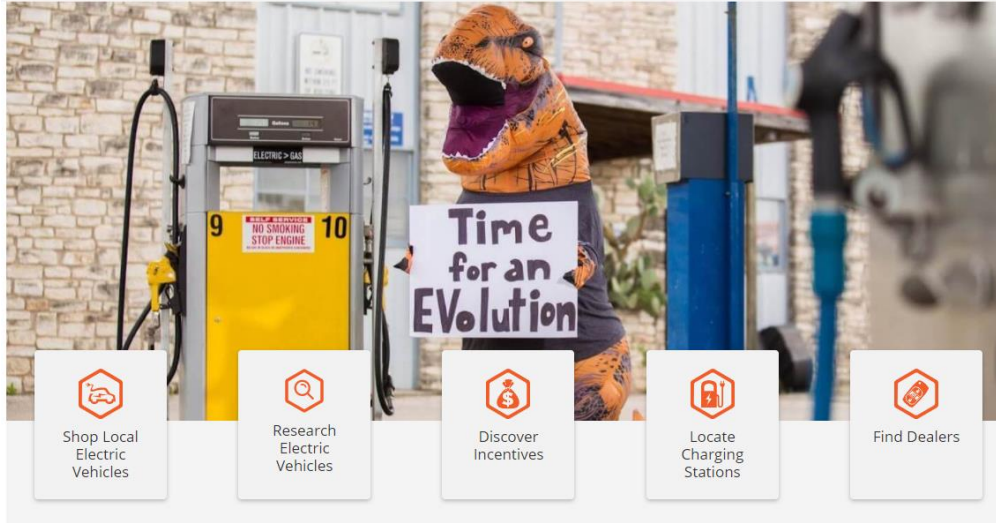 Gallons
ELECTRIC > GAS
9
10
SELF SERVICE
NO SMOKING
STOP ENGINE
Time
for an
EVolution
Shop Local
Electric
Vehicles
Research
Electric
Vehicles
Discover
Incentives
Locate
Charging
Stations
Find Dealers